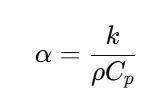 α = k / ρC_p